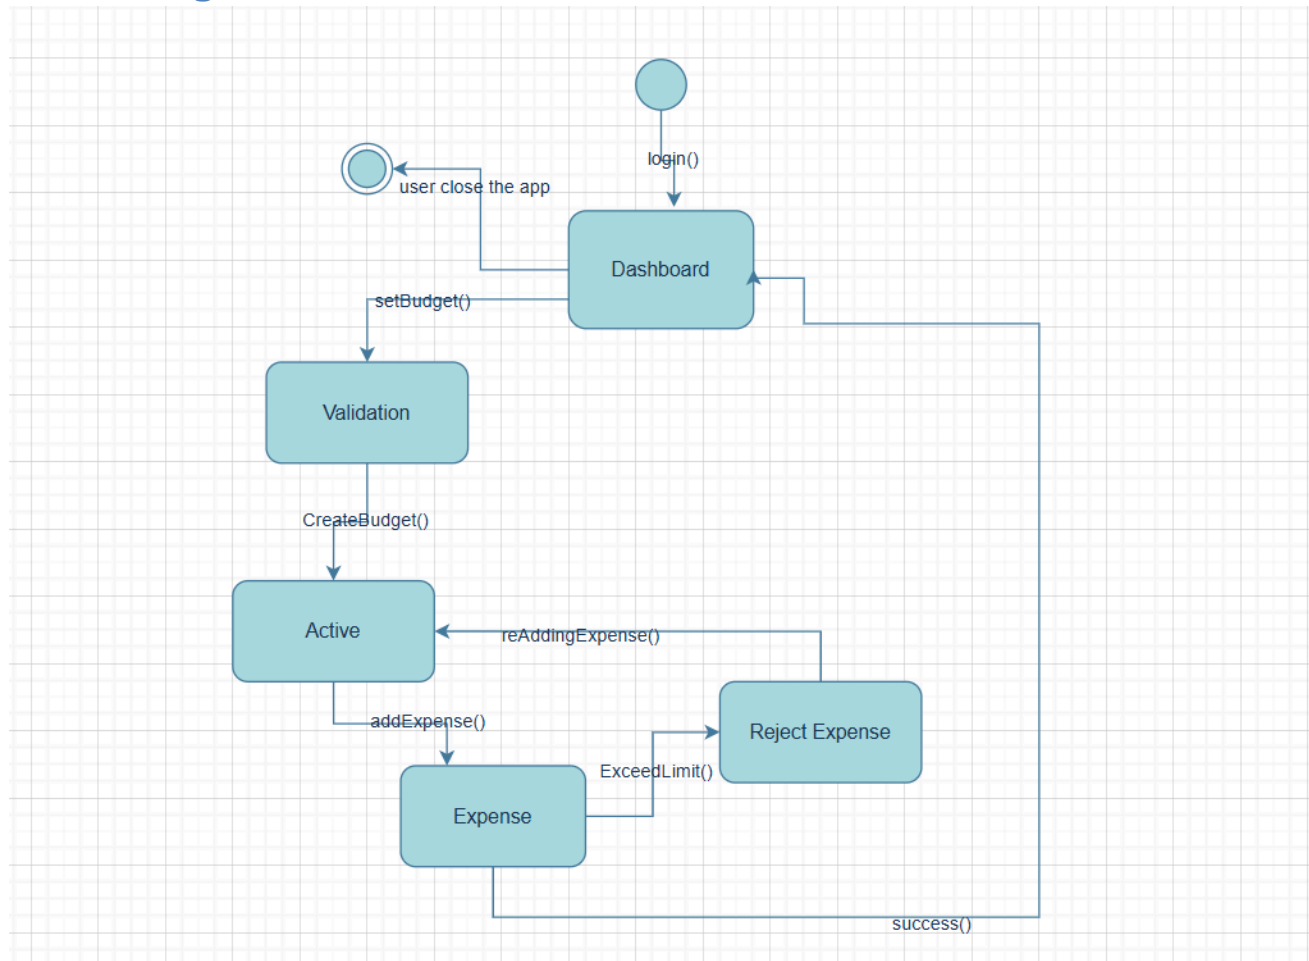 login()
user close the app
Dashboard
setBudget()
Validation
CreateBudget()
Active
reAddingExpense()
addExpense()
Reject Expense
ExceedLimit()
Expense
success()